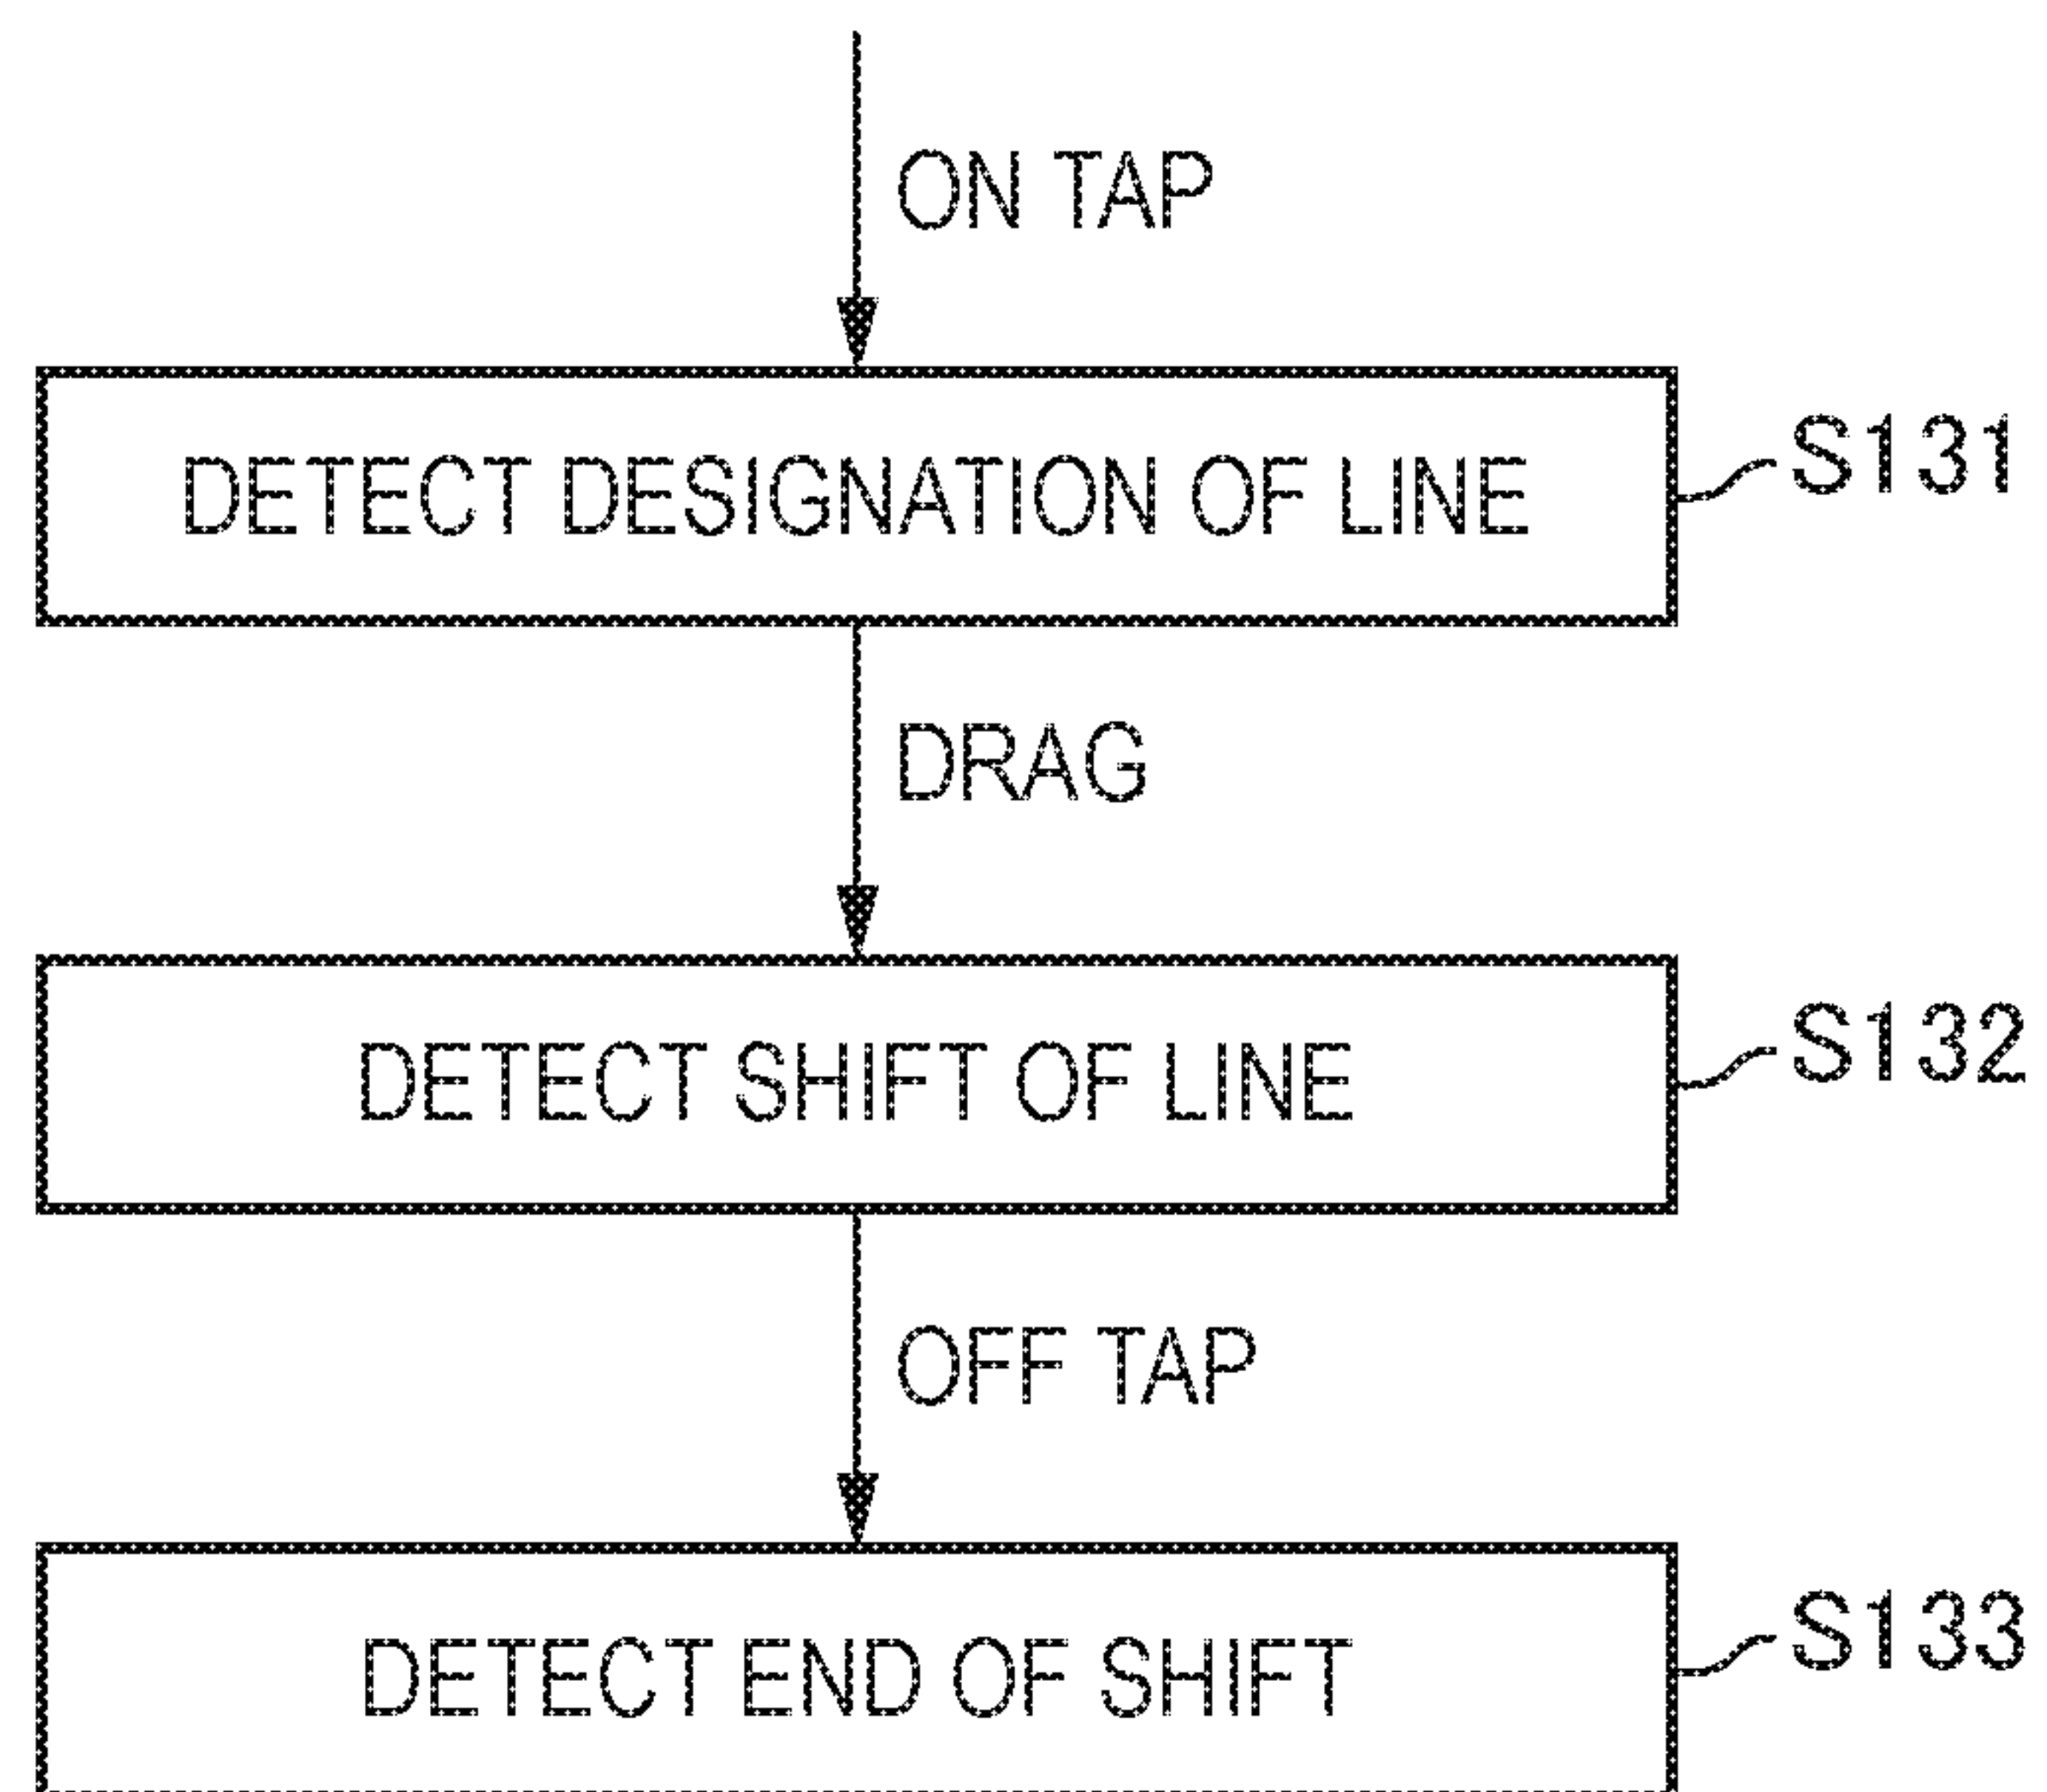 ON TAP
DETECT DESIGNATION OF LINE
S131
DRAG
DETECT SHIFT OF LINE
S132
OFF TAP
DETECT END OF SHIFT
S133